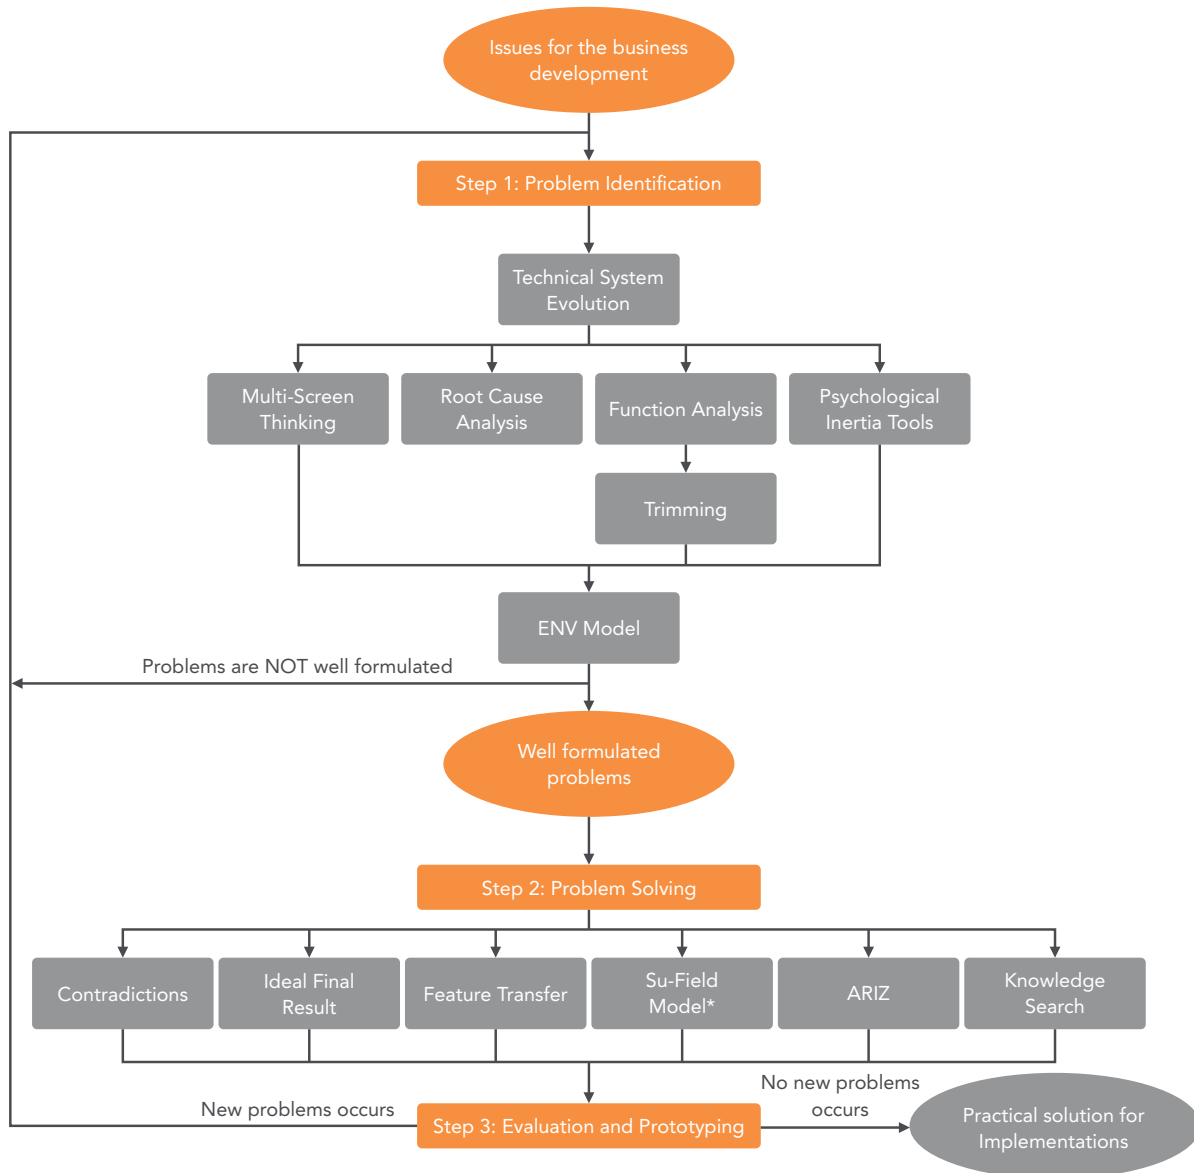 Issues for the business
development
Step 1: Problem Identification
Technical System
Evolution
Multi-Screen
Thinking
Root Cause
Analysis
Function Analysis
Psychological
Inertia Tools
Trimming
ENV Model
Problems are NOT well formulated
Well formulated
problems
Step 2: Problem Solving
Contradictions
Ideal Final
Result
Feature Transfer
Su-Field
Model*
ARIZ
Knowledge
Search
New problems occurs
Step 3: Evaluation and Prototyping
No new problems
occurs
Practical solution for
Implementations